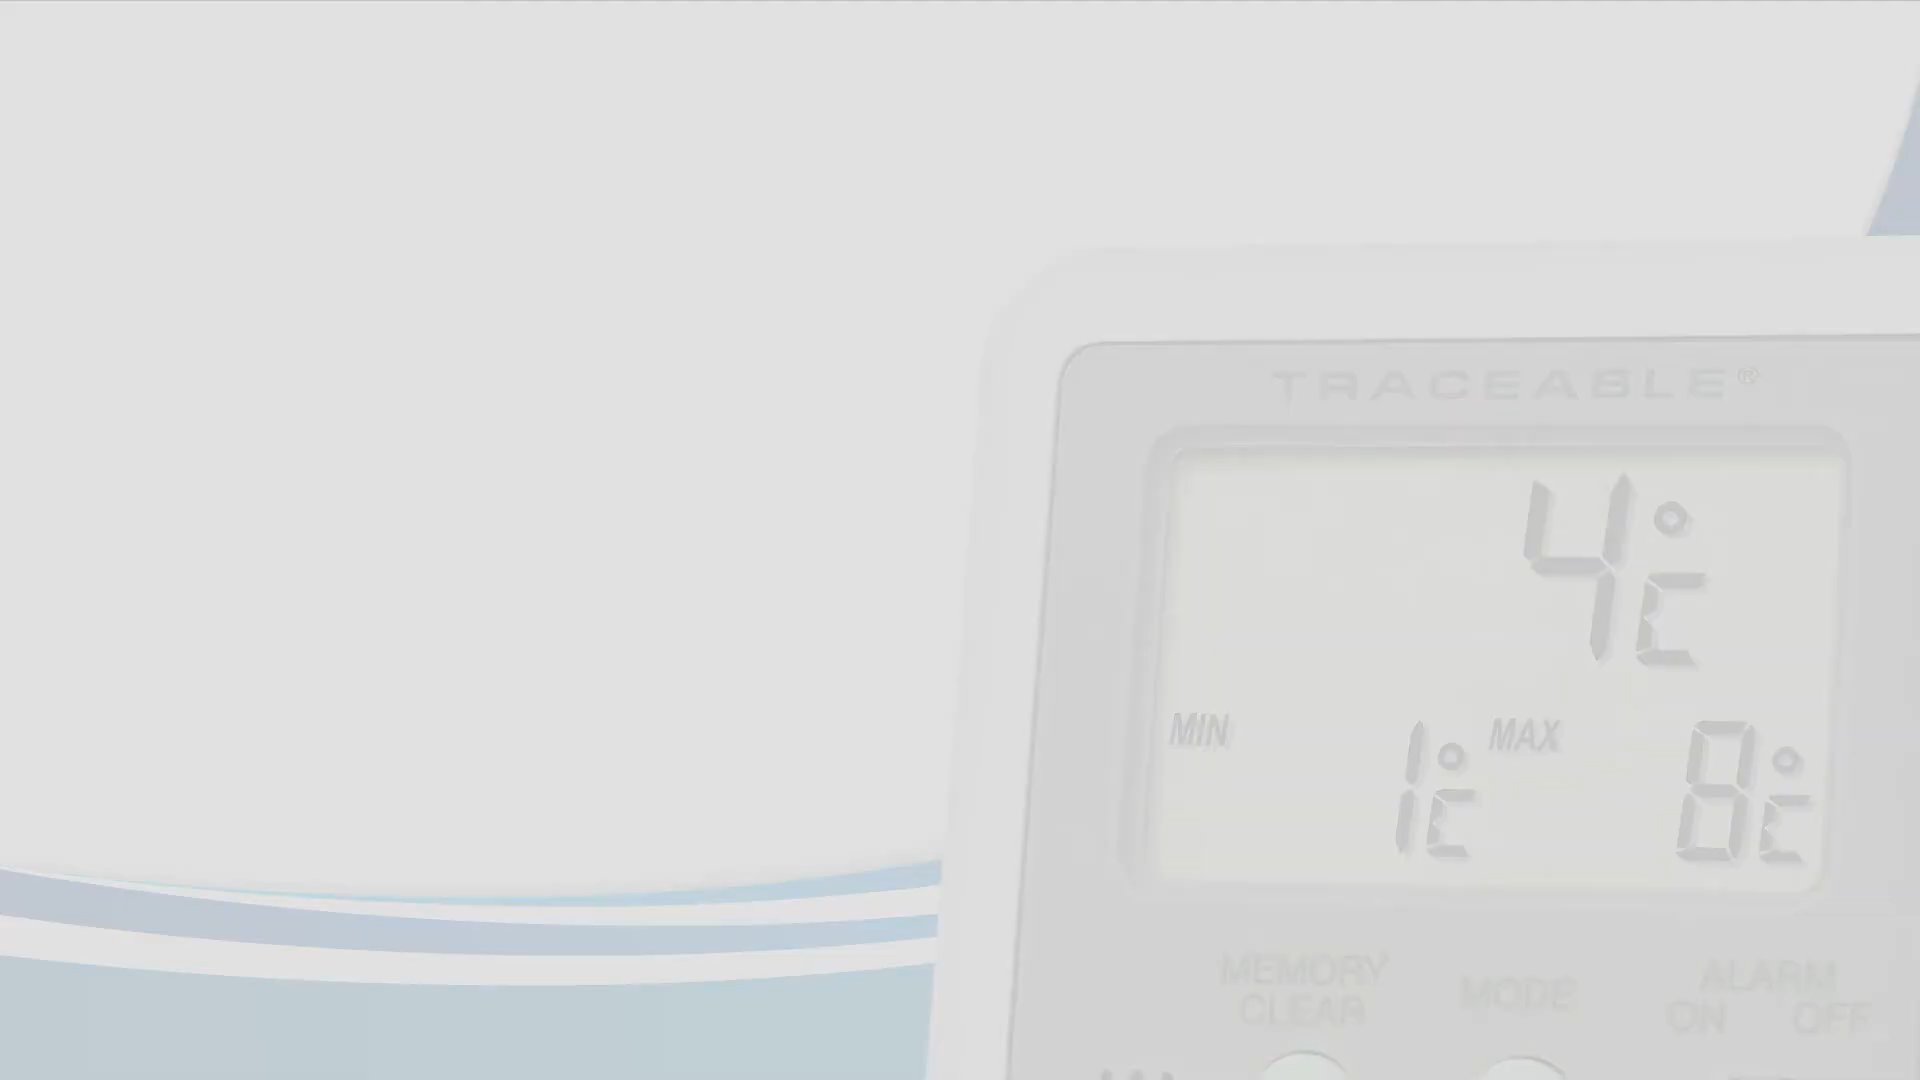 TRACEABLE®
4°C
MIN 1°C MAX 8°C
MEMORY CLEAR
MODE
ALARM
ON OFF